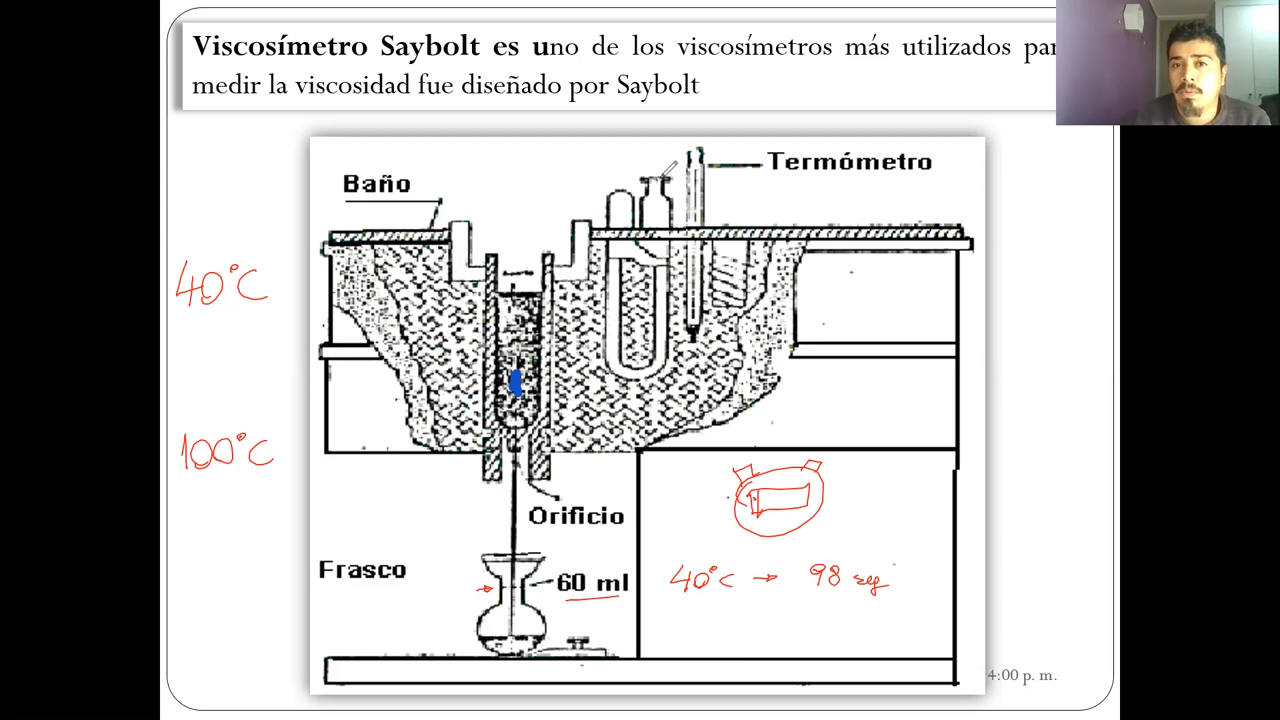 Viscosímetro Saybolt es uno de los viscosímetros más utilizados
medir la viscosidad fue diseñado por Saybolt
Termómetro
Baño
40°C
100°C
Orificio
Frasco
60 ml
40°C → 98 seg
4:00 p. m.